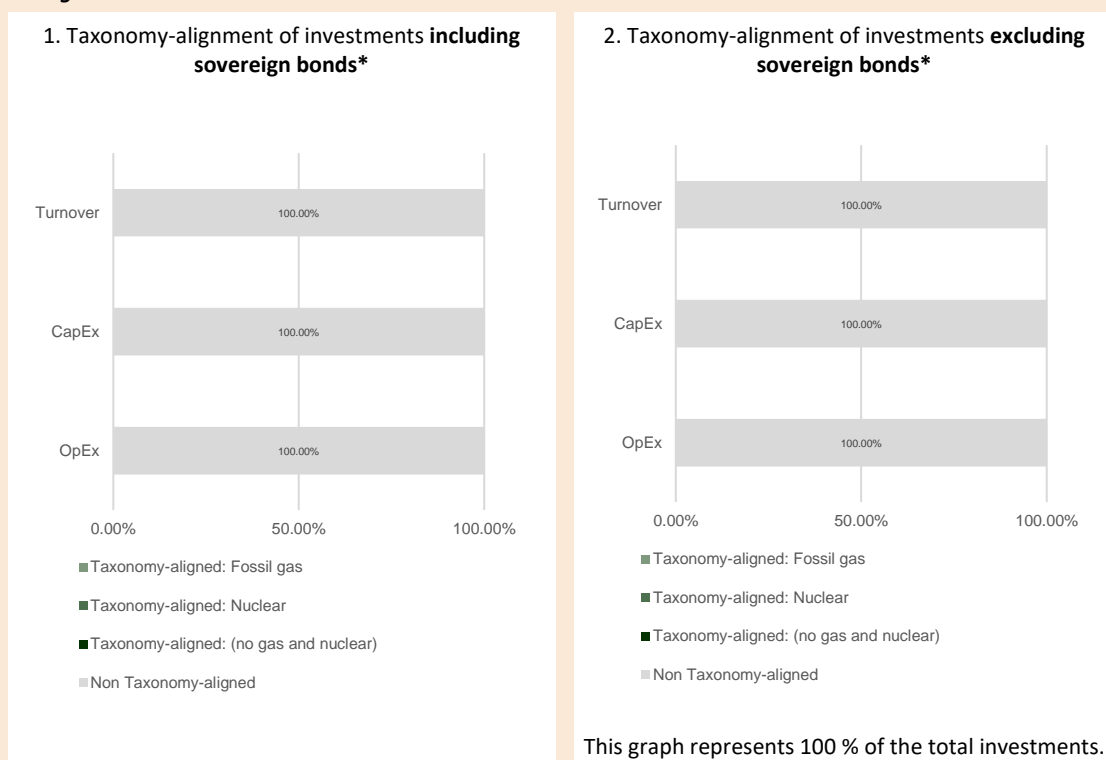 1. Taxonomy-alignment of investments including
sovereign bonds*
Turnover
100.00%
CapEx
100.00%
OpEx
100.00%
0.00%
50.00%
100.00%
Taxonomy-aligned: Fossil gas
Taxonomy-aligned: Nuclear
Taxonomy-aligned: (no gas and nuclear)
Non Taxonomy-aligned
2. Taxonomy-alignment of investments excluding
sovereign bonds*
Turnover
100.00%
CapEx
100.00%
OpEx
100.00%
0.00%
50.00%
100.00%
Taxonomy-aligned: Fossil gas
Taxonomy-aligned: Nuclear
Taxonomy-aligned: (no gas and nuclear)
Non Taxonomy-aligned
This graph represents 100 % of the total investments.